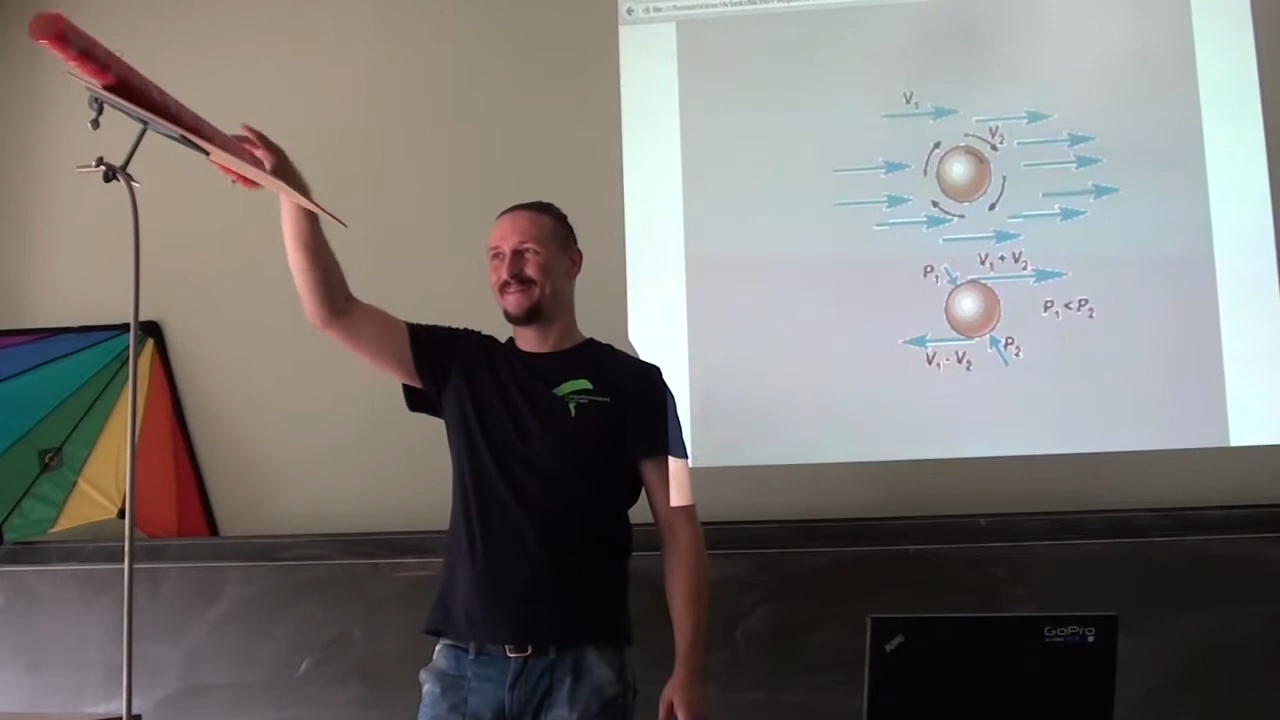 V₁
V₂
V₁ + V₂
P₁
P₁ < P₂
P₂
V₁ - V₂
GoPro